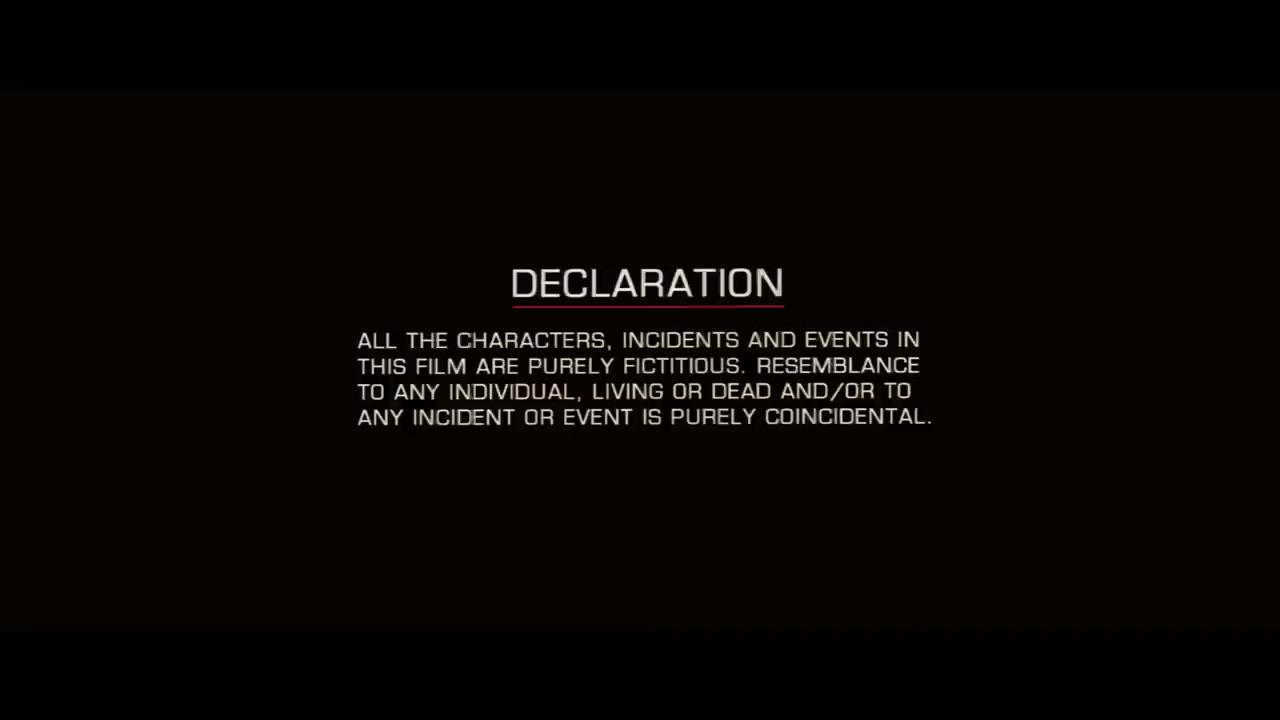 DECLARATION
ALL THE CHARACTERS, INCIDENTS AND EVENTS IN
THIS FILM ARE PURELY FICTITIOUS. RESEMBLANCE
TO ANY INDIVIDUAL, LIVING OR DEAD AND/OR TO
ANY INCIDENT OR EVENT IS PURELY COINCIDENTAL.